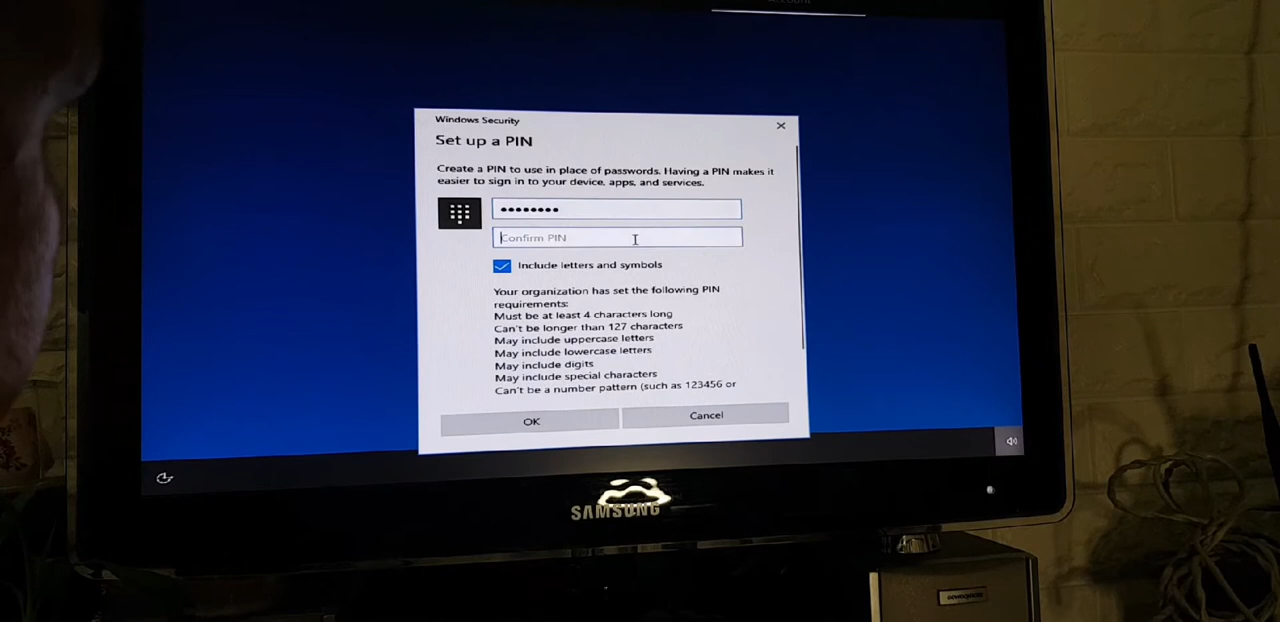 Account
Windows Security
Set up a PIN
Create a PIN to use in place of passwords. Having a PIN makes it
easier to sign in to your device, apps, and services.
Confirm PIN
Include letters and symbols
Your organization has set the following PIN
requirements:
Must be at least 4 characters long
Can't be longer than 127 characters
May include uppercase letters
May include lowercase letters
May include digits
May include special characters
Can't be a number pattern (such as 123456 or
OK
Cancel
SAMSUNG